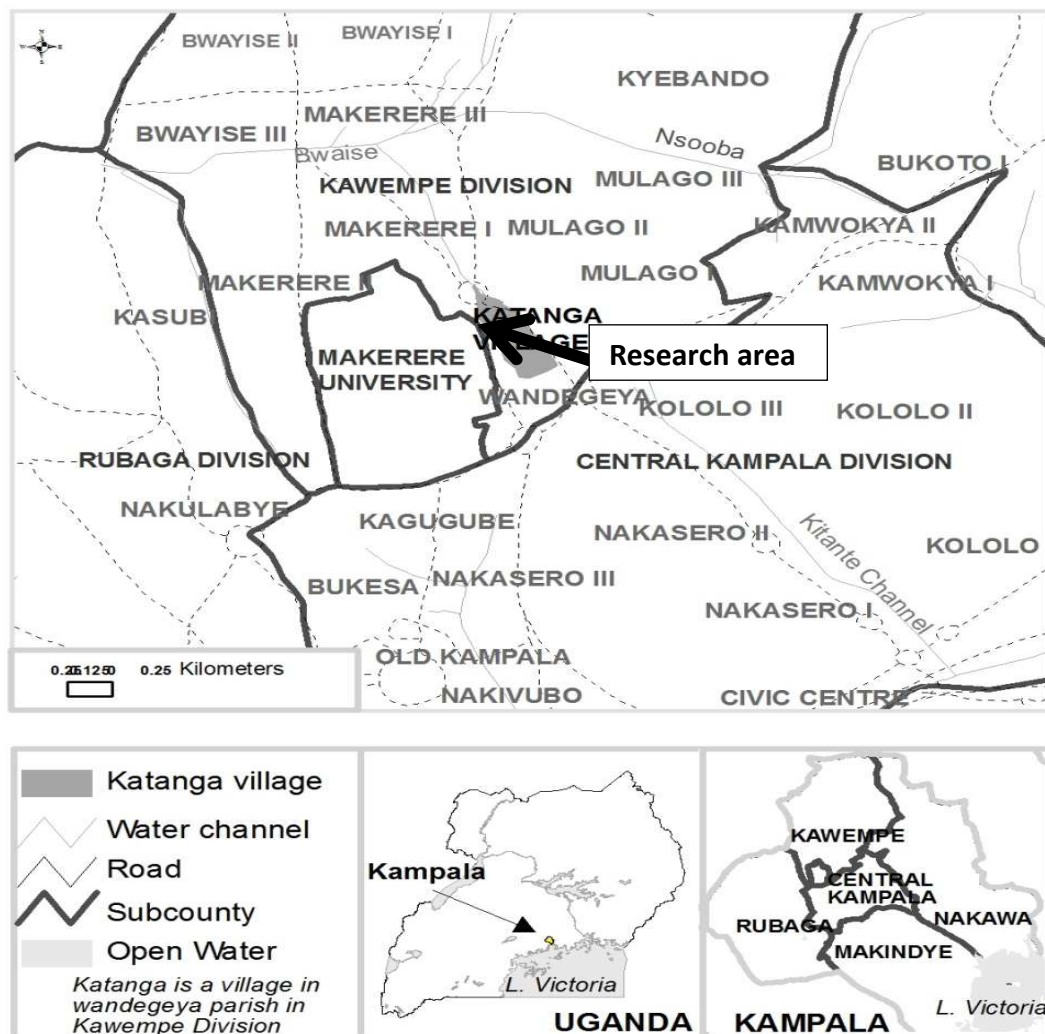 BWAYISE II
BWAYISE I
KYEBANDO
MAKERERE III
BWAYISE III
Nsooba
Bwaise
BUKOTO I
KAWEMPE DIVISION
MULAGO III
MAKERERE I
MULAGO II
KAMWOKYA II
MULAGO I
MAKERERE II
KAMWOKYA I
KASUBI
KATANGA
VILLAGE
Research area
MAKERERE
UNIVERSITY
WANDEGEYA
KOLOLO III
KOLOLO II
RUBAGA DIVISION
CENTRAL KAMPALA DIVISION
NAKULABYE
KAGUGUBE
NAKASERO II
Kitante Channel
KOLOLO
BUKESA
NAKASERO III
NAKASERO I
OLD KAMPALA
NAKIVUBO
CIVIC CENTRE
0.25 Kilometers
Katanga village
Water channel
Road
Subcounty
Open Water
Katanga is a village in
wandegeya parish in
Kawempe Division
Kampala
L. Victoria
UGANDA
KAWEMPE
CENTRAL
KAMPALA
RUBAGA
NAKAWA
MAKINDYE
L. Victoria
KAMPALA